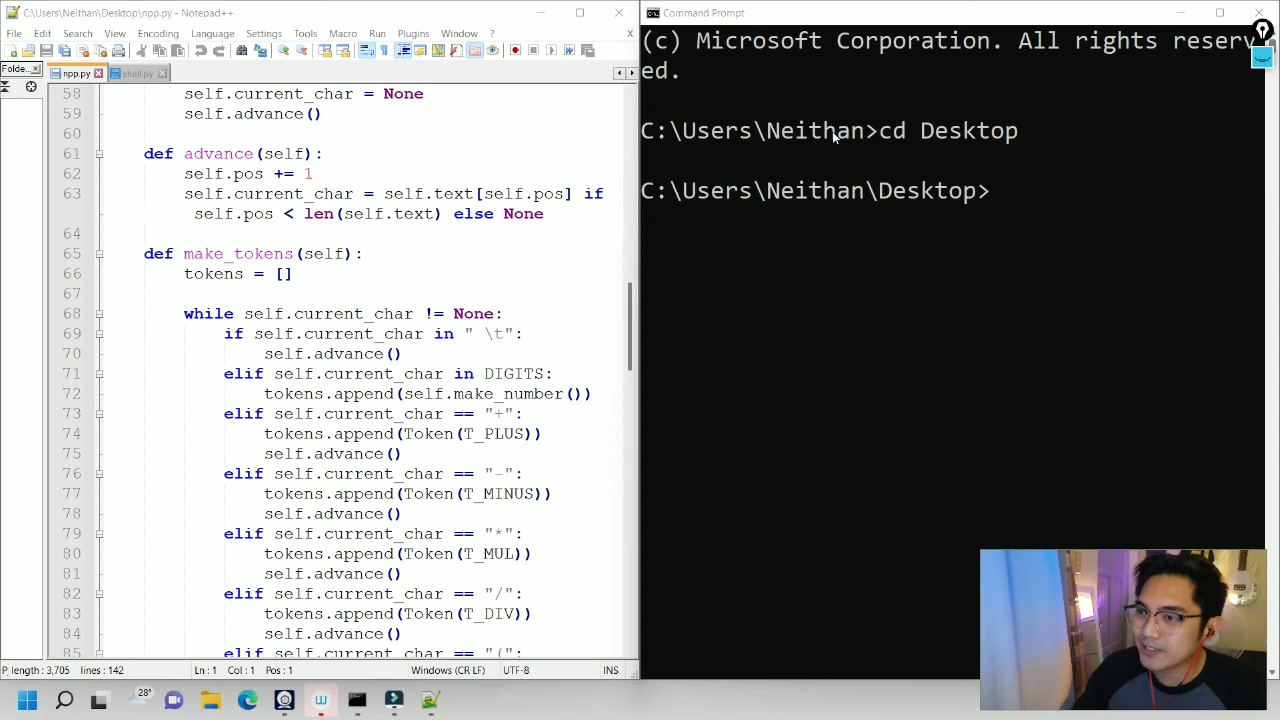 C:\Users\Neithan\Desktop\npp.py - Notepad++
File Edit Search View Encoding Language Settings Tools Macro Run Plugins Window ? X
Folde...
npp.py shell.py
58 self.current_char = None
59 self.advance()
60
61 def advance(self):
62 self.pos += 1
63 self.current_char = self.text[self.pos] if
self.pos < len(self.text) else None
64
65 def make_tokens(self):
66 tokens = []
67
68 while self.current_char != None:
69 if self.current_char in " \t":
70 self.advance()
71 elif self.current_char in DIGITS:
72 tokens.append(self.make_number())
73 elif self.current_char == "+":
74 tokens.append(Token(T_PLUS))
75 self.advance()
76 elif self.current_char == "-":
77 tokens.append(Token(T_MINUS))
78 self.advance()
79 elif self.current_char == "*":
80 tokens.append(Token(T_MUL))
81 self.advance()
82 elif self.current_char == "/":
83 tokens.append(Token(T_DIV))
84 self.advance()
85 elif self.current_char == "(":
P. length : 3,705 lines : 142 Ln : 1 Col : 1 Pos : 1 Windows (CR LF) UTF-8 INS
Command Prompt
(c) Microsoft Corporation. All rights reserv
ed.
C:\Users\Neithan>cd Desktop
C:\Users\Neithan\Desktop>
28°